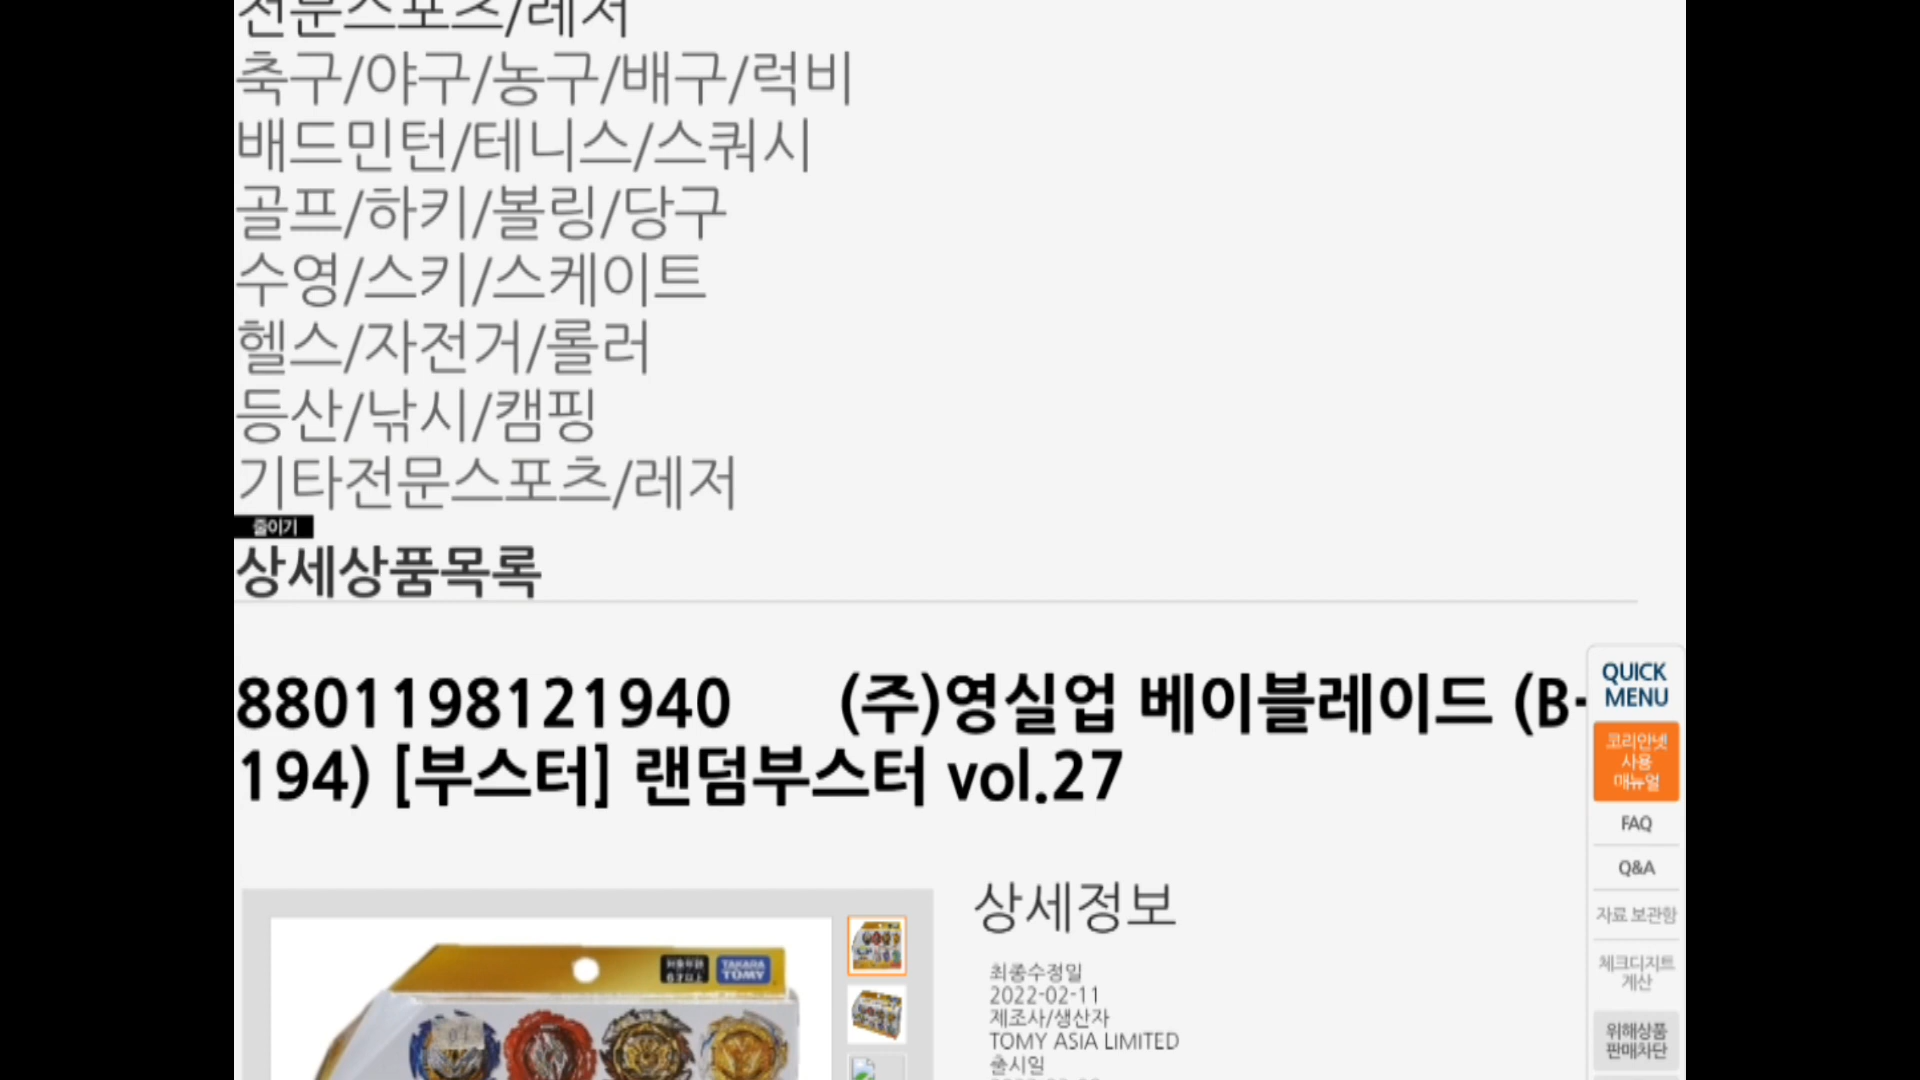 전문스포츠/레저
축구/야구/농구/배구/럭비
배드민턴/테니스/스쿼시
골프/하키/볼링/당구
수영/스키/스케이트
헬스/자전거/롤러
등산/낚시/캠핑
기타전문스포츠/레저
줄이기
상세상품목록
8801198121940 (주)영실업 베이블레이드 (B-
194) [부스터] 랜덤부스터 vol.27
QUICK
MENU
코리안넷
사용
매뉴얼
FAQ
Q&A
자료 보관함
체크디지트
계산
위해상품
판매차단
TAKARA
TOMY
상세정보
최종수정일
2022-02-11
제조사/생산자
TOMY ASIA LIMITED
출시일